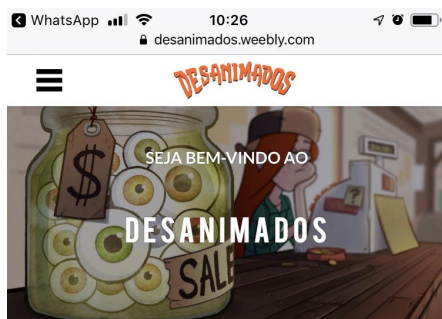 WhatsApp 10:26
desanimados.weebly.com
DESANIMADOS
SEJA BEM-VINDO AO
DESANIMADOS
$
SALE
?